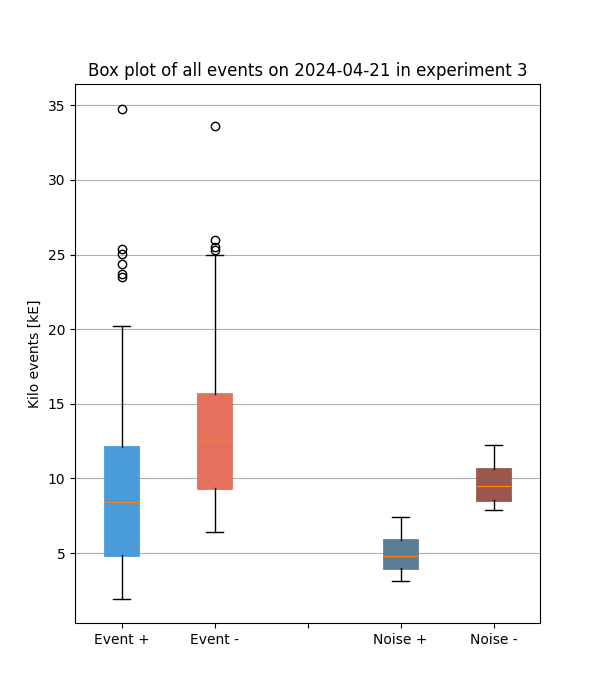 Box plot of all events on 2024-04-21 in experiment 3
35
30
25
20
15
10
5
Kilo events [kE]
Event +
Event -
Noise +
Noise -